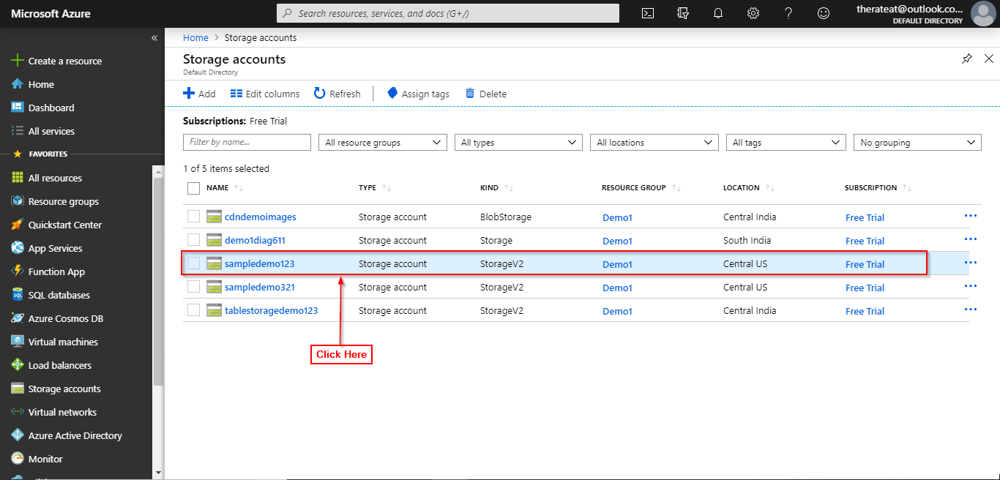 Microsoft Azure
Search resources, services, and docs (G+/)
therateat@outlook.co...
DEFAULT DIRECTORY
Create a resource
Home
Dashboard
All services
FAVORITES
All resources
Resource groups
Quickstart Center
App Services
Function App
SQL databases
Azure Cosmos DB
Virtual machines
Load balancers
Storage accounts
Virtual networks
Azure Active Directory
Monitor
Home > Storage accounts
Storage accounts
Default Directory
Add Edit columns Refresh Assign tags Delete
Subscriptions: Free Trial
Filter by name... All resource groups All types All locations All tags No grouping
1 of 5 items selected
NAME TYPE KIND RESOURCE GROUP LOCATION SUBSCRIPTION
cdndemoimages Storage account BlobStorage Demo1 Central India Free Trial ...
demo1diag611 Storage account Storage Demo1 South India Free Trial ...
sampledemo123 Storage account StorageV2 Demo1 Central US Free Trial ...
sampledemo321 Storage account StorageV2 Demo1 Central US Free Trial ...
tablestoragedemo123 Storage account StorageV2 Demo1 Central India Free Trial ...
Click Here